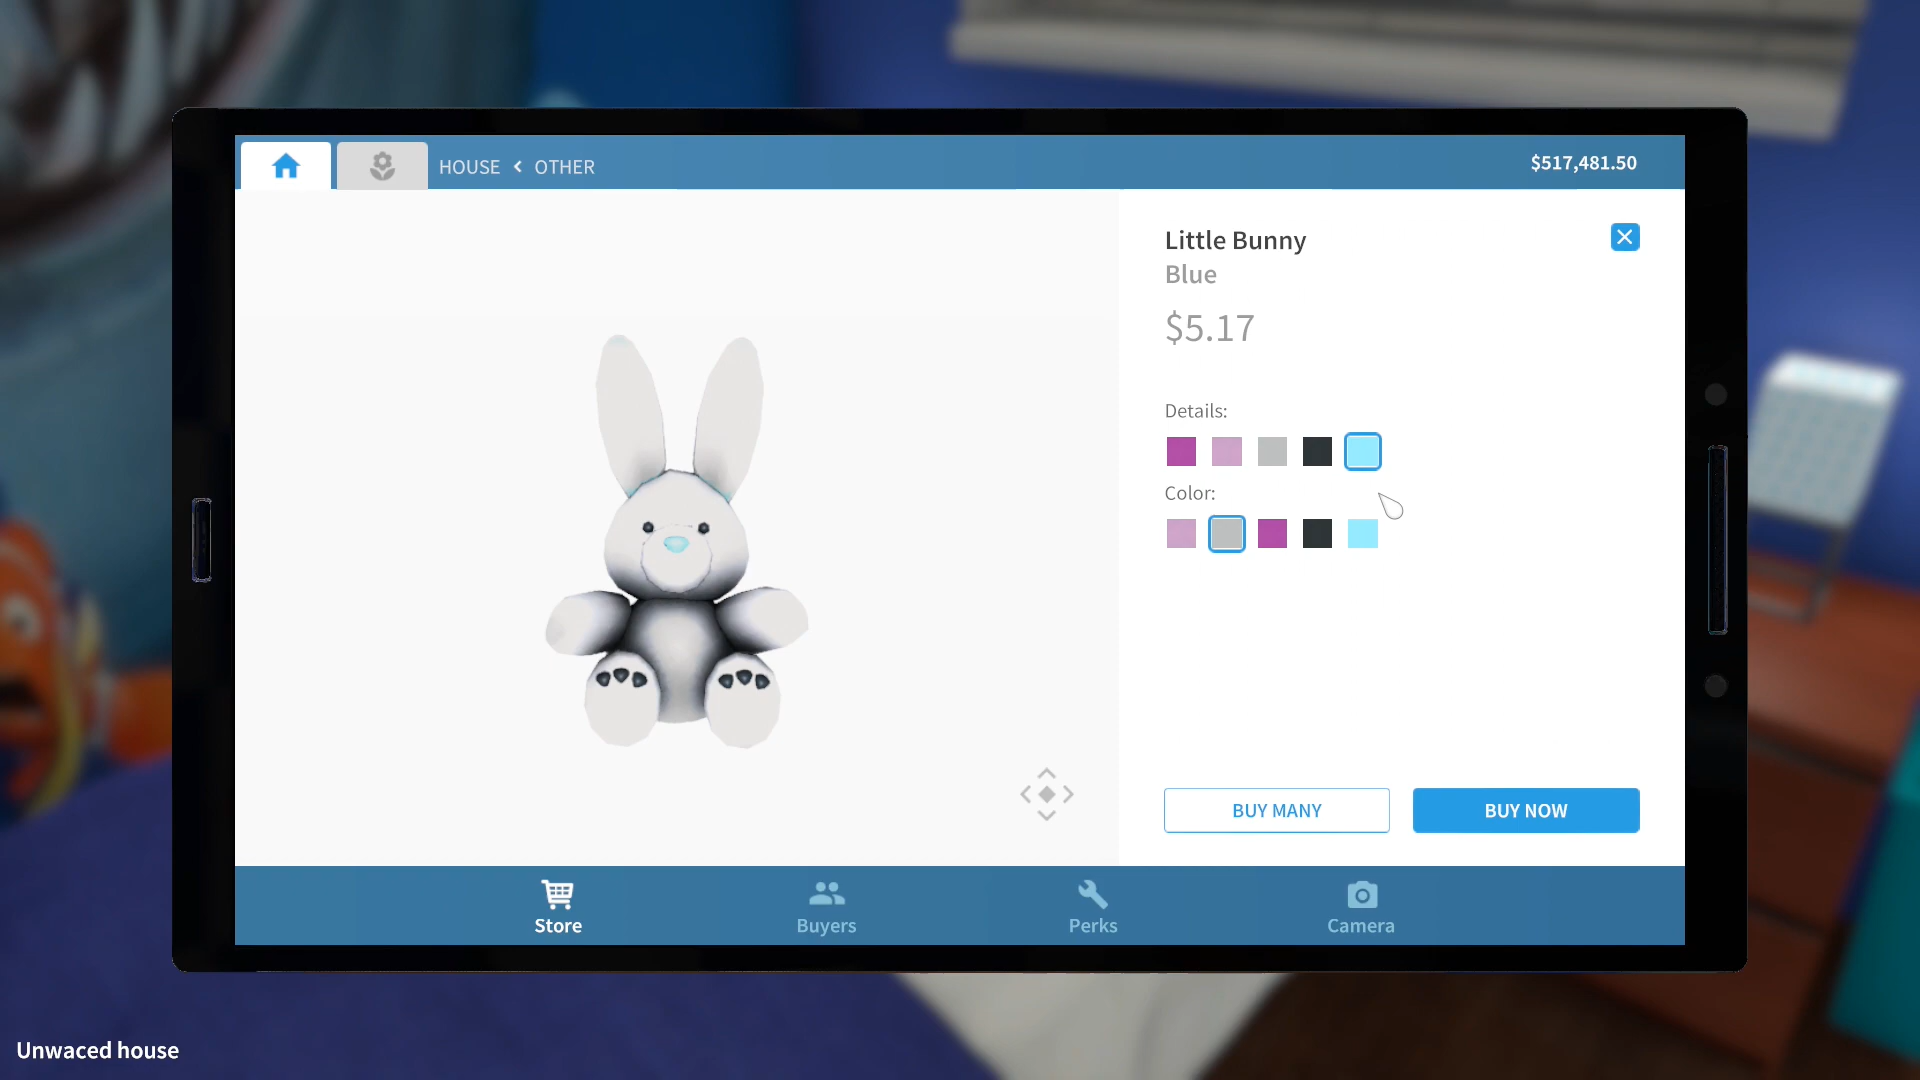 HOUSE < OTHER
$517,481.50
Little Bunny
Blue
$5.17
Details:
Color:
BUY MANY
BUY NOW
Store
Buyers
Perks
Camera
Unwaced house